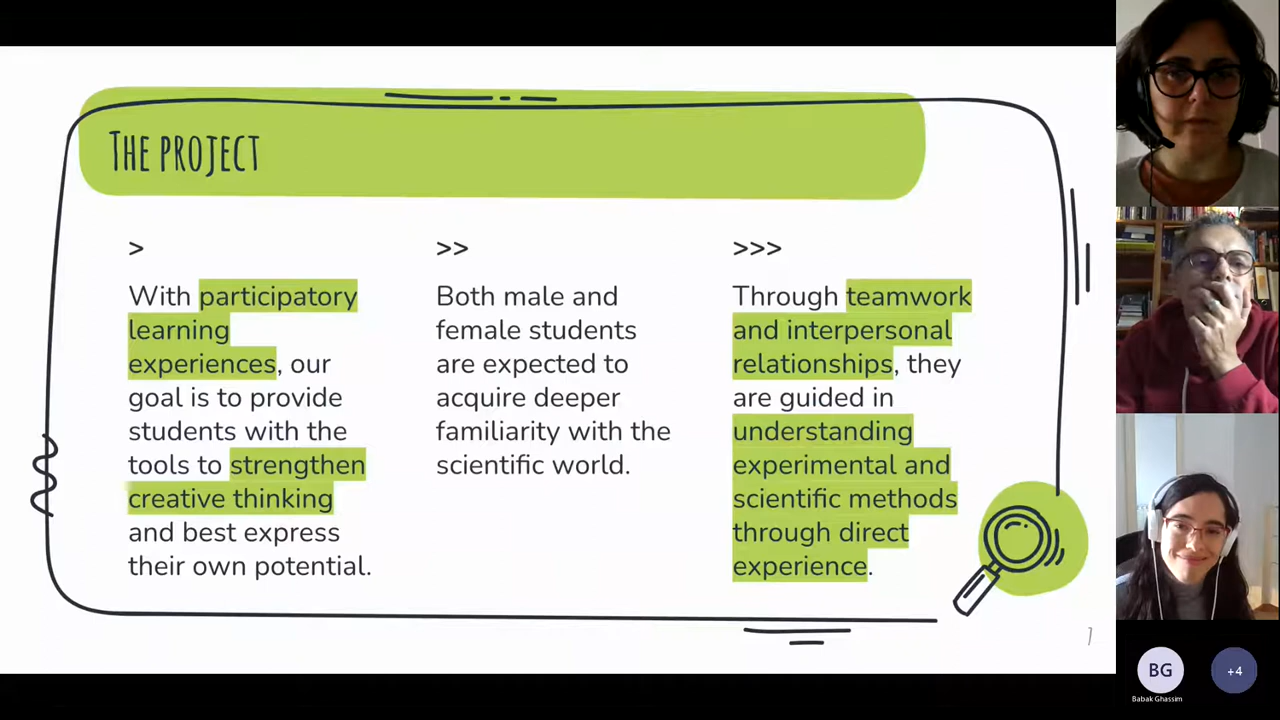 THE PROJECT
>
With participatory
learning
experiences, our
goal is to provide
students with the
tools to strengthen
creative thinking
and best express
their own potential.
>>
Both male and
female students
are expected to
acquire deeper
familiarity with the
scientific world.
>>>
Through teamwork
and interpersonal
relationships, they
are guided in
understanding
experimental and
scientific methods
through direct
experience.
1
BG
+4
Babak Ghassim